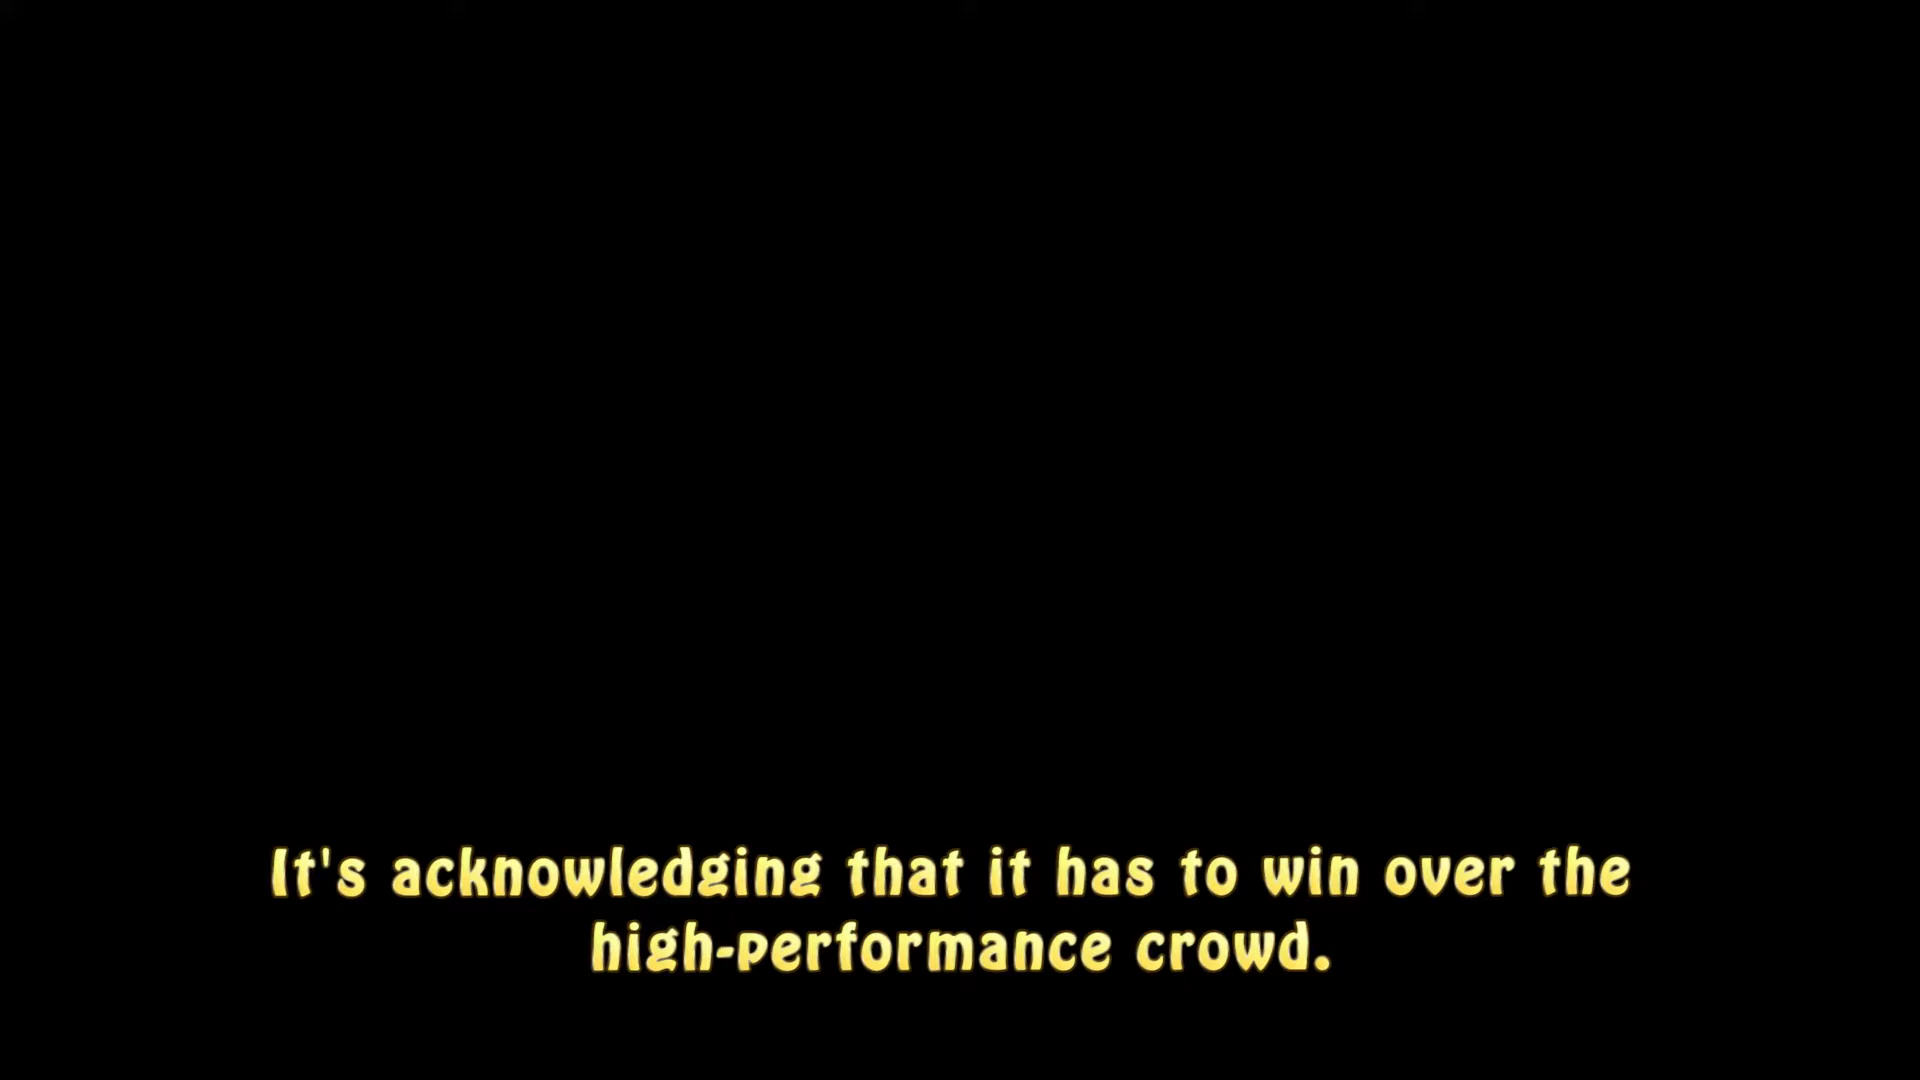 It's acknowledging that it has to win over the
high-performance crowd.